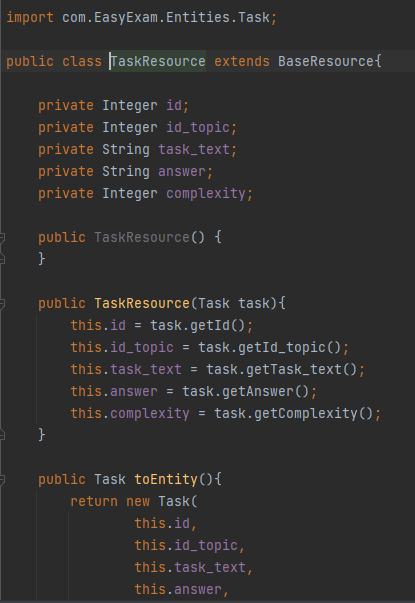 import com.EasyExam.Entities.Task;
public class TaskResource extends BaseResource{
private Integer id;
private Integer id_topic;
private String task_text;
private String answer;
private Integer complexity;
public TaskResource() {
}
public TaskResource(Task task){
this.id = task.getId();
this.id_topic = task.getId_topic();
this.task_text = task.getTask_text();
this.answer = task.getAnswer();
this.complexity = task.getComplexity();
}
public Task toEntity(){
return new Task(
this.id,
this.id_topic,
this.task_text,
this.answer,